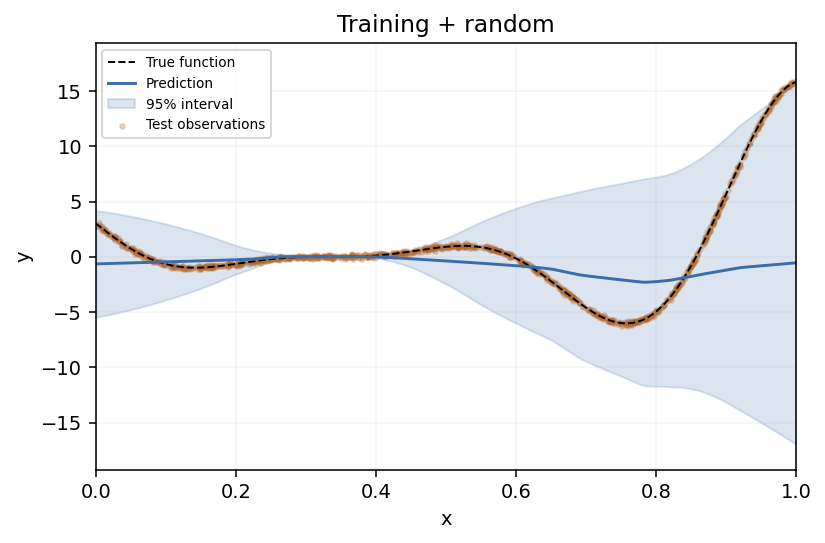 Training + random
True function
Prediction
95% interval
Test observations
15
10
5
0
−5
−10
−15
y
0.0 0.2 0.4 0.6 0.8 1.0
x